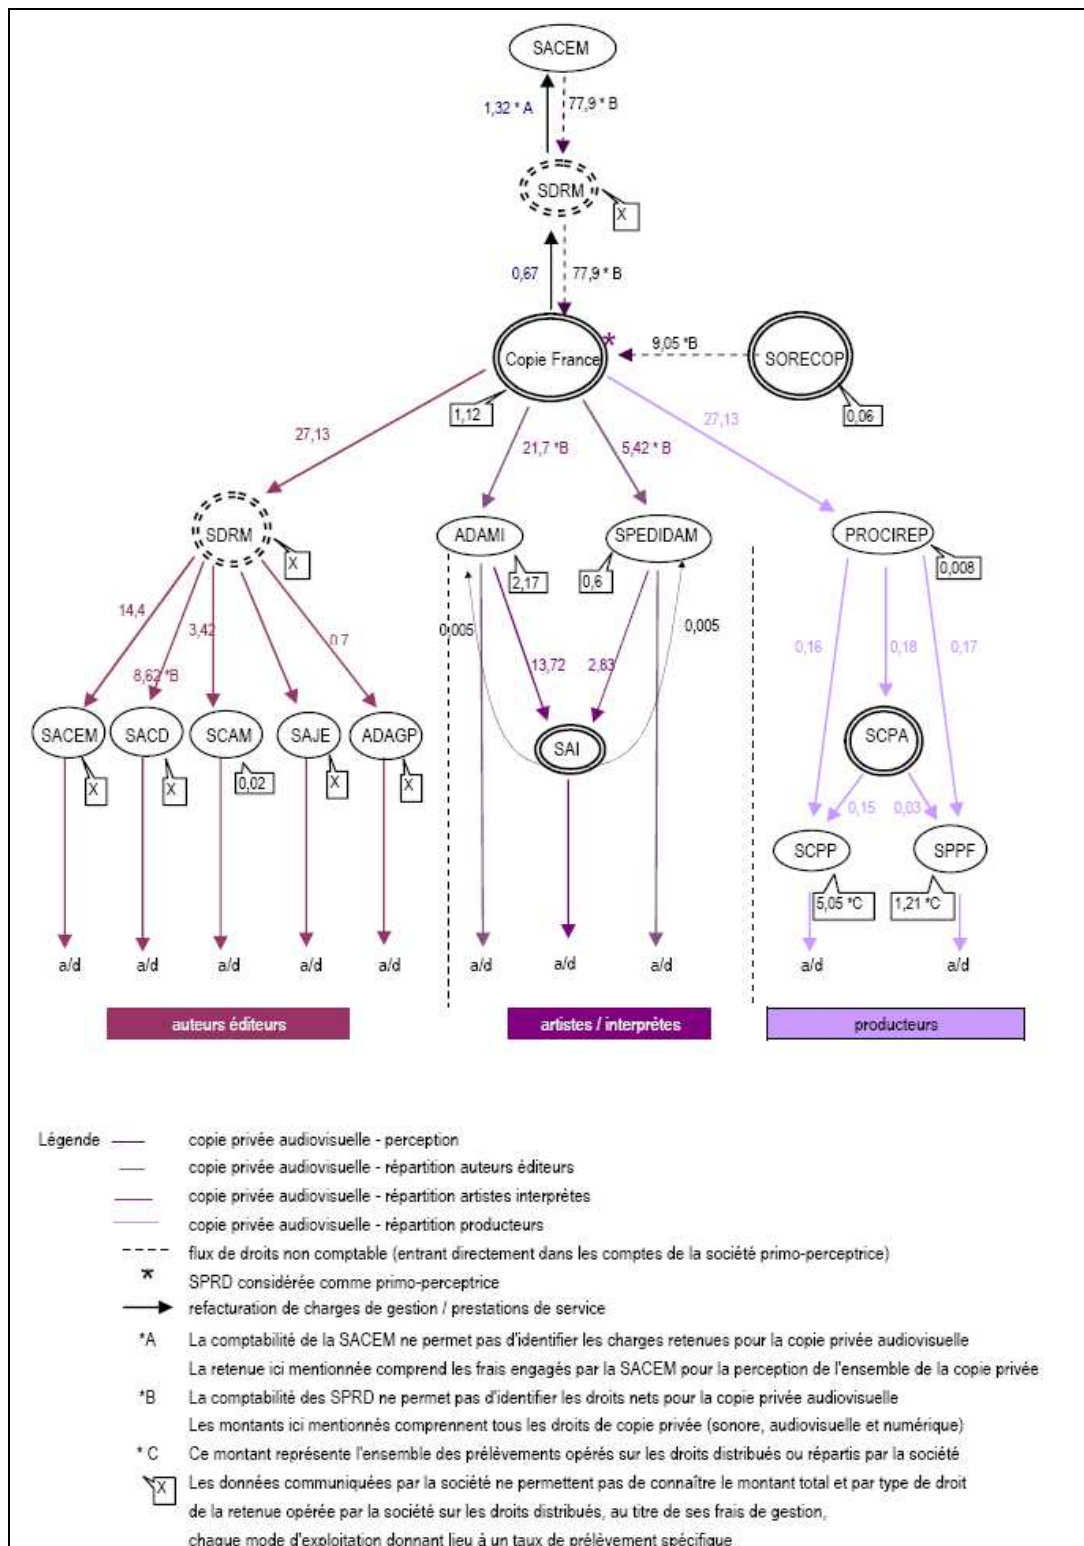 SACEM
1,32 * A
77,9 * B
SDRM
X
0,67
77,9 * B
Copie France
*
9,05 *B
SORECOP
1,12
0,06
27,13
21,7 *B
5,42 * B
27,13
SDRM
X
ADAMI
SPEDIDAM
PROCIREP
2,17
0,6
0,008
14,4
3,42
0,7
8,62 *B
0,005
0,005
13,72
2,83
0,16
0,18
0,17
SACEM
SACD
SCAM
SAJE
ADAGP
SAI
SCPA
X
X
0,02
X
X
0,15
0,03
SCPP
SPPF
5,05 *C
1,21 *C
a/d
a/d
a/d
a/d
a/d
a/d
a/d
a/d
a/d
a/d
auteurs éditeurs
artistes / interprètes
producteurs
Légende
copie privée audiovisuelle - perception
copie privée audiovisuelle - répartition auteurs éditeurs
copie privée audiovisuelle - répartition artistes interprètes
copie privée audiovisuelle - répartition producteurs
flux de droits non comptable (entrant directement dans les comptes de la société primo-perceptrice)
* SPRD considérée comme primo-perceptrice
refacturation de charges de gestion / prestations de service
*A La comptabilité de la SACEM ne permet pas d'identifier les charges retenues pour la copie privée audiovisuelle
La retenue ici mentionnée comprend les frais engagés par la SACEM pour la perception de l'ensemble de la copie privée
*B La comptabilité des SPRD ne permet pas d'identifier les droits nets pour la copie privée audiovisuelle
Les montants ici mentionnés comprennent tous les droits de copie privée (sonore, audiovisuelle et numérique)
* C Ce montant représente l'ensemble des prélèvements opérés sur les droits distribués ou répartis par la société
X Les données communiquées par la société ne permettent pas de connaître le montant total et par type de droit
de la retenue opérée par la société sur les droits distribués, au titre de ses frais de gestion,
chaque mode d'exploitation donnant lieu à un taux de prélèvement spécifique